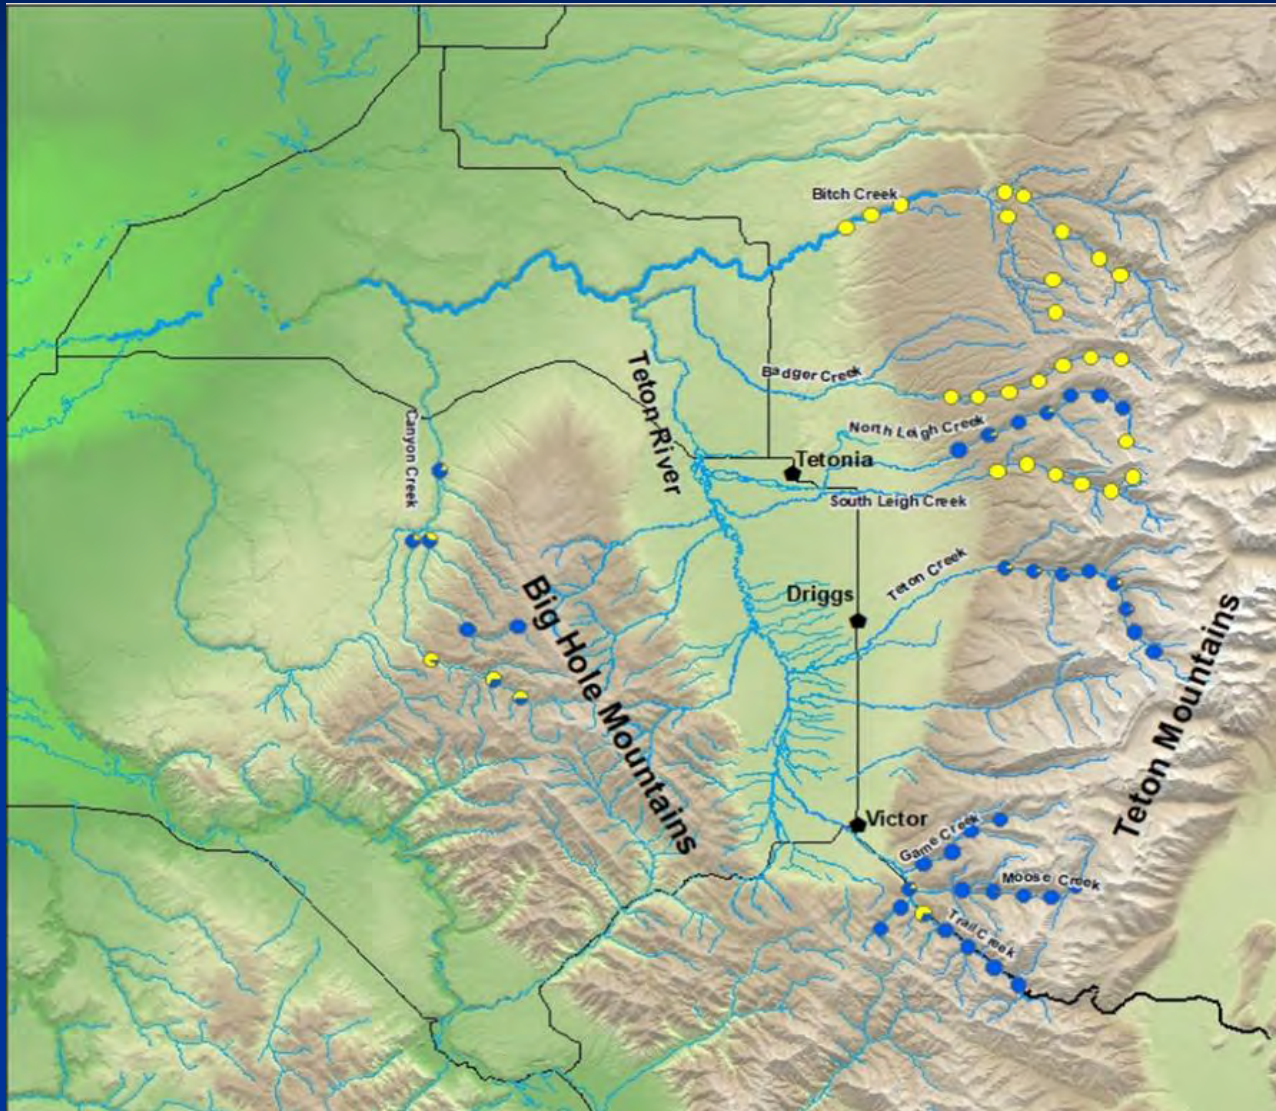 Bitch Creek
Teton River
Badger Creek
Canyon Creek
North Leigh Creek
Tetonia
South Leigh Creek
Teton Creek
Big Hole Mountains
Driggs
Teton Mountains
Victor
Game Creek
Moose Creek
Trail Creek